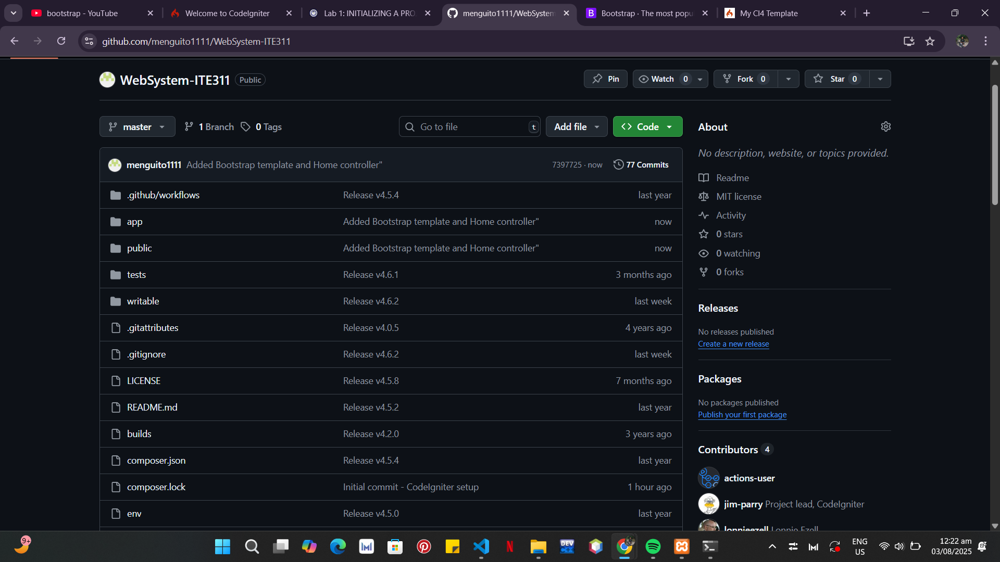 bootstrap - YouTube
Welcome to CodeIgniter
Lab 1: INITIALIZING A PRO
menguito1111/WebSystem
Bootstrap · The most popu
My CI4 Template
github.com/menguito1111/WebSystem-ITE311
WebSystem-ITE311 Public
Pin
Watch 0
Fork 0
Star 0
master
1 Branch
0 Tags
Go to file t
Add file
<> Code
menguito1111 Added Bootstrap template and Home controller" 7397725 · now 77 Commits
.github/workflows Release v4.5.4 last year
app Added Bootstrap template and Home controller" now
public Added Bootstrap template and Home controller" now
tests Release v4.6.1 3 months ago
writable Release v4.6.2 last week
.gitattributes Release v4.0.5 4 years ago
.gitignore Release v4.6.2 last week
LICENSE Release v4.5.8 7 months ago
README.md Release v4.5.2 last year
builds Release v4.2.0 3 years ago
composer.json Release v4.5.4 last year
composer.lock Initial commit - CodeIgniter setup 1 hour ago
env Release v4.5.0 last year
About
No description, website, or topics provided.
Readme
MIT license
Activity
0 stars
0 watching
0 forks
Releases
No releases published
Create a new release
Packages
No packages published
Publish your first package
Contributors 4
actions-user
jim-parry Project lead, CodeIgniter
lonnieezell Lonnie Ezell
9+
DEV
C++
ENG
US
12:22 am
03/08/2025